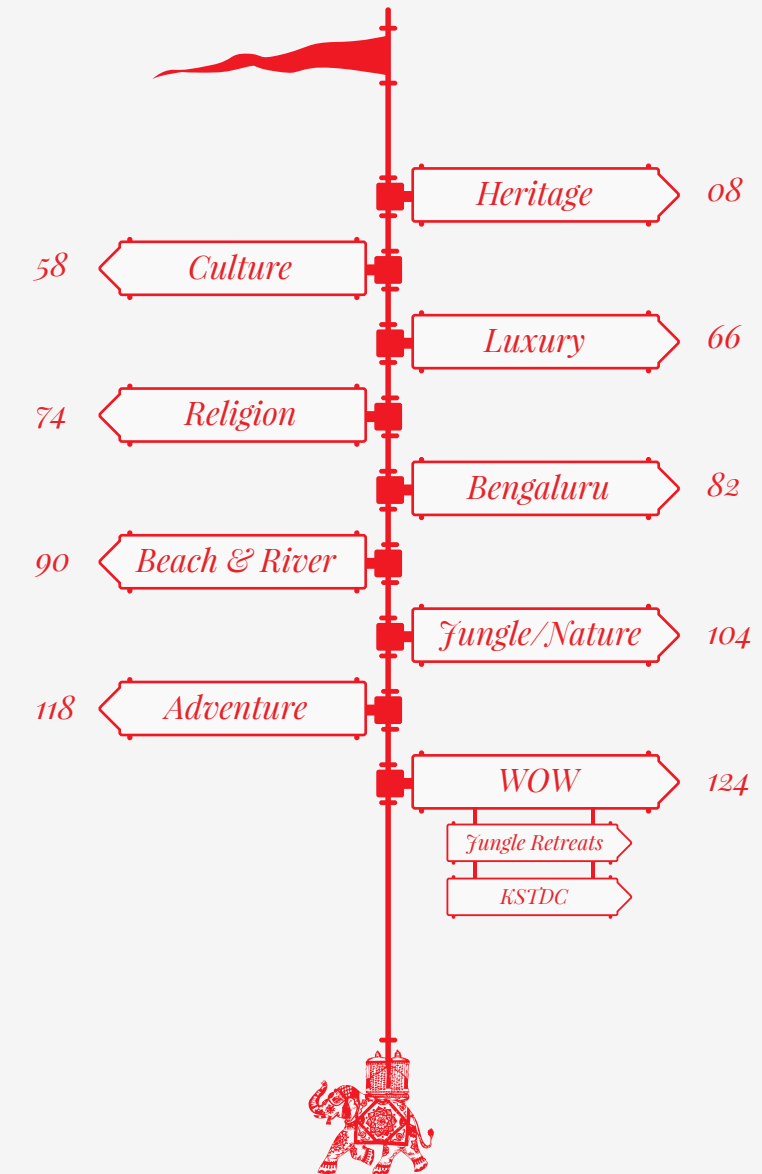 Heritage 08
58 Culture
Luxury 66
74 Religion
Bengaluru 82
90 Beach & River
Jungle/Nature 104
118 Adventure
WOW 124
Jungle Retreats
KSTDC